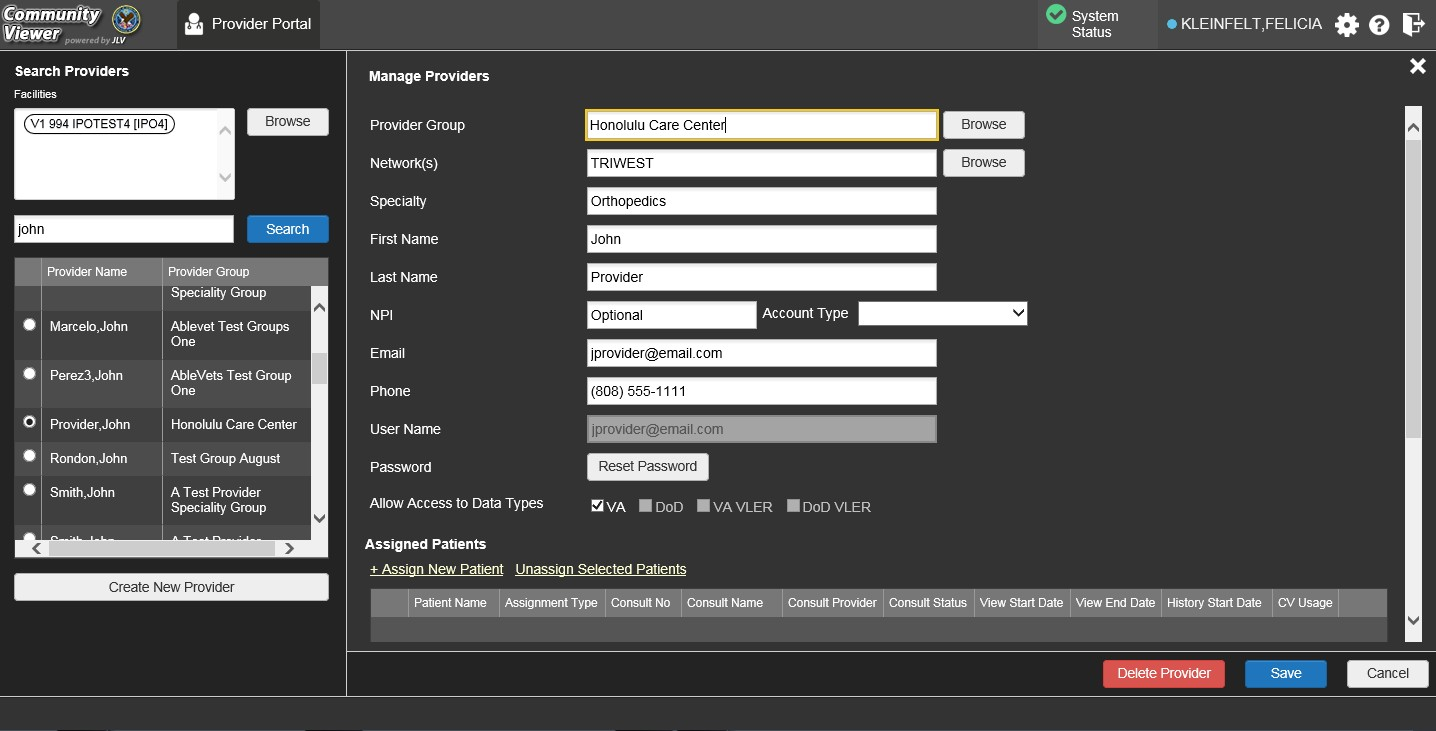 Community
Viewer
powered by JLV
Provider Portal
System
Status
KLEINFELT,FELICIA
Search Providers
Facilities
V1 994 IPOTEST4 [IPO4]
Browse
john
Search
Provider Name Provider Group
Speciality Group
Marcelo,John Ablevet Test Groups
One
Perez3,John AbleVets Test Group
One
Provider,John Honolulu Care Center
Rondon,John Test Group August
Smith,John A Test Provider
Speciality Group
Smith,John A Test Provider
Create New Provider
Manage Providers
Provider Group Honolulu Care Center Browse
Network(s) TRIWEST Browse
Specialty Orthopedics
First Name John
Last Name Provider
NPI Optional Account Type
Email jprovider@email.com
Phone (808) 555-1111
User Name jprovider@email.com
Password Reset Password
Allow Access to Data Types VA DoD VA VLER DoD VLER
Assigned Patients
+ Assign New Patient Unassign Selected Patients
Patient Name Assignment Type Consult No Consult Name Consult Provider Consult Status View Start Date View End Date History Start Date CV Usage
Delete Provider Save Cancel